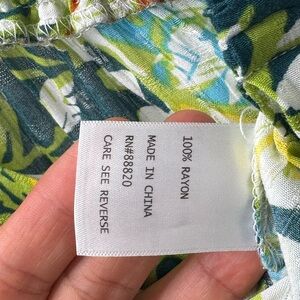 100% RAYON
MADE IN CHINA
RN#88820
CARE SEE REVERSE